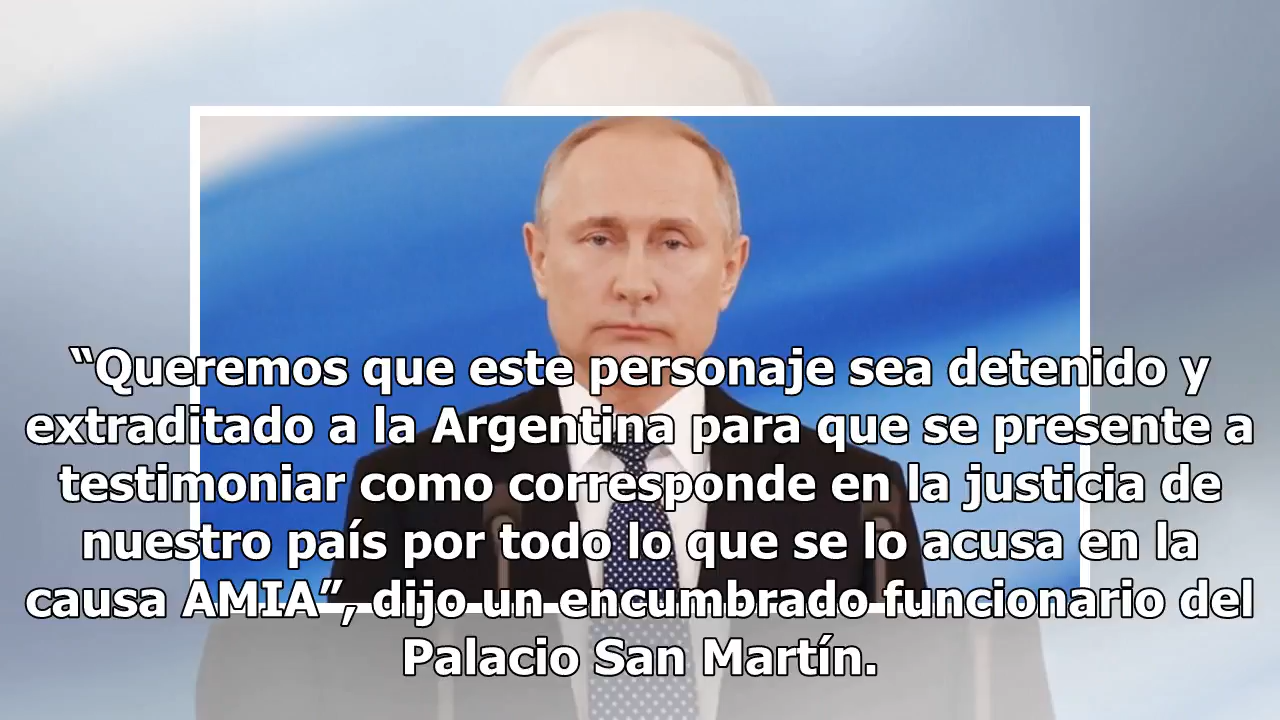 “Queremos que este personaje sea detenido y
extraditado a la Argentina para que se presente a
testimoniar como corresponde en la justicia de
nuestro país por todo lo que se lo acusa en la
causa AMIA”, dijo un encumbrado funcionario del
Palacio San Martín.